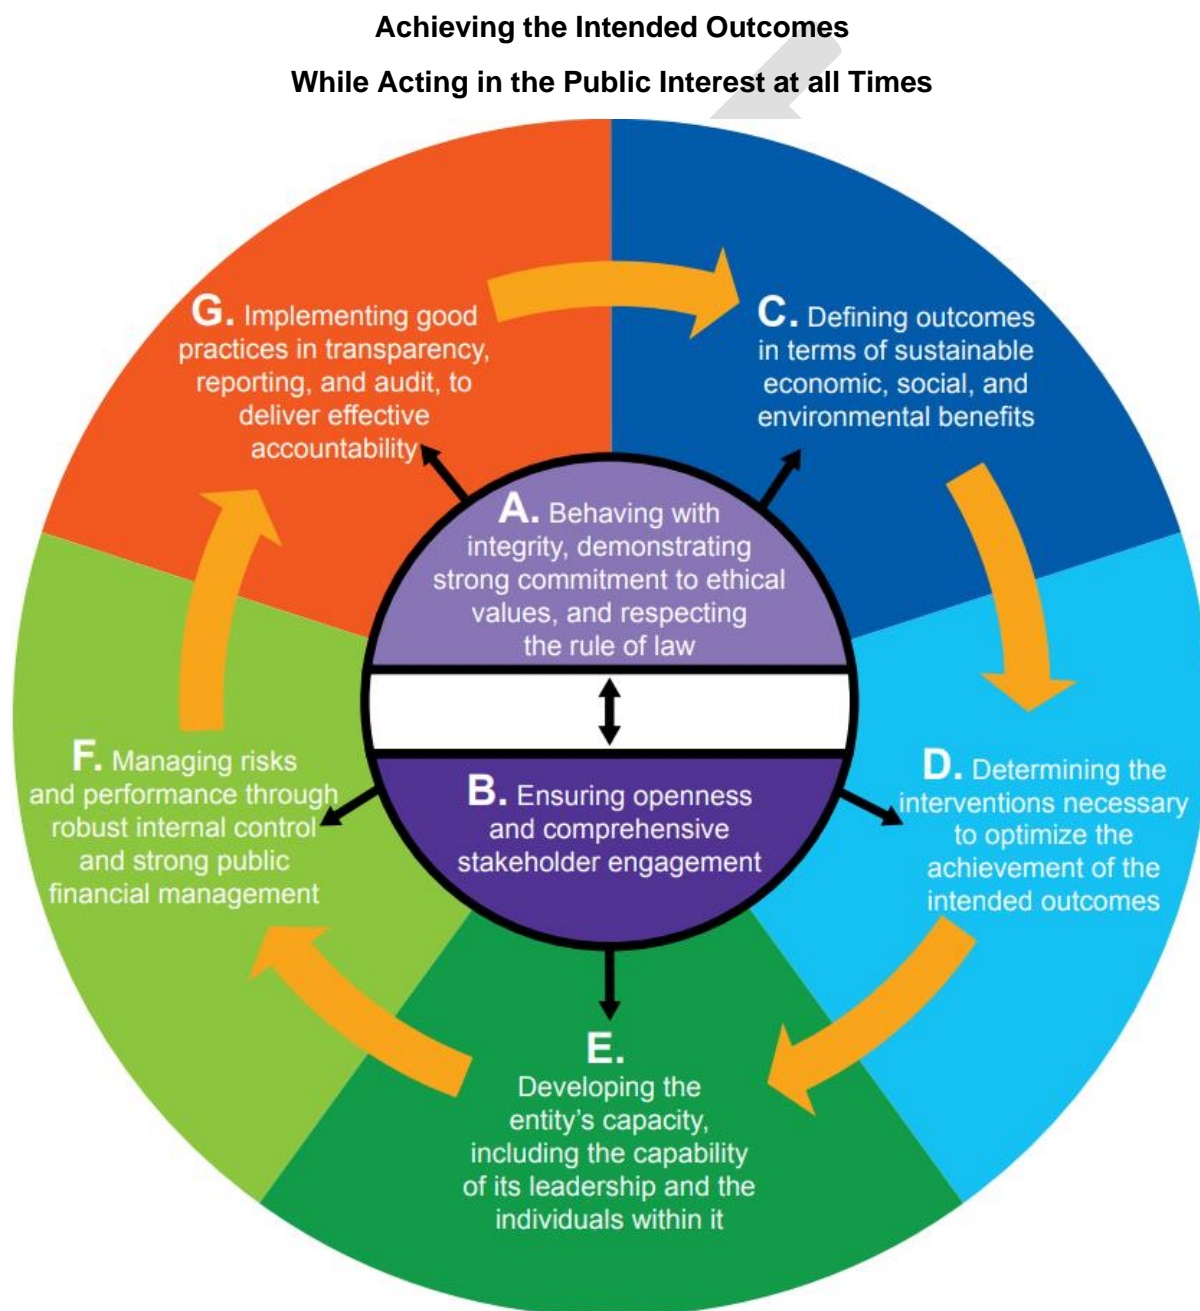 Achieving the Intended Outcomes
While Acting in the Public Interest at all Times
G. Implementing good
practices in transparency,
reporting, and audit, to
deliver effective
accountability
C. Defining outcomes
in terms of sustainable
economic, social, and
environmental benefits
A. Behaving with
integrity, demonstrating
strong commitment to ethical
values, and respecting
the rule of law
B. Ensuring openness
and comprehensive
stakeholder engagement
F. Managing risks
and performance through
robust internal control
and strong public
financial management
D. Determining the
interventions necessary
to optimize the
achievement of the
intended outcomes
E.
Developing the
entity’s capacity,
including the capability
of its leadership and the
individuals within it